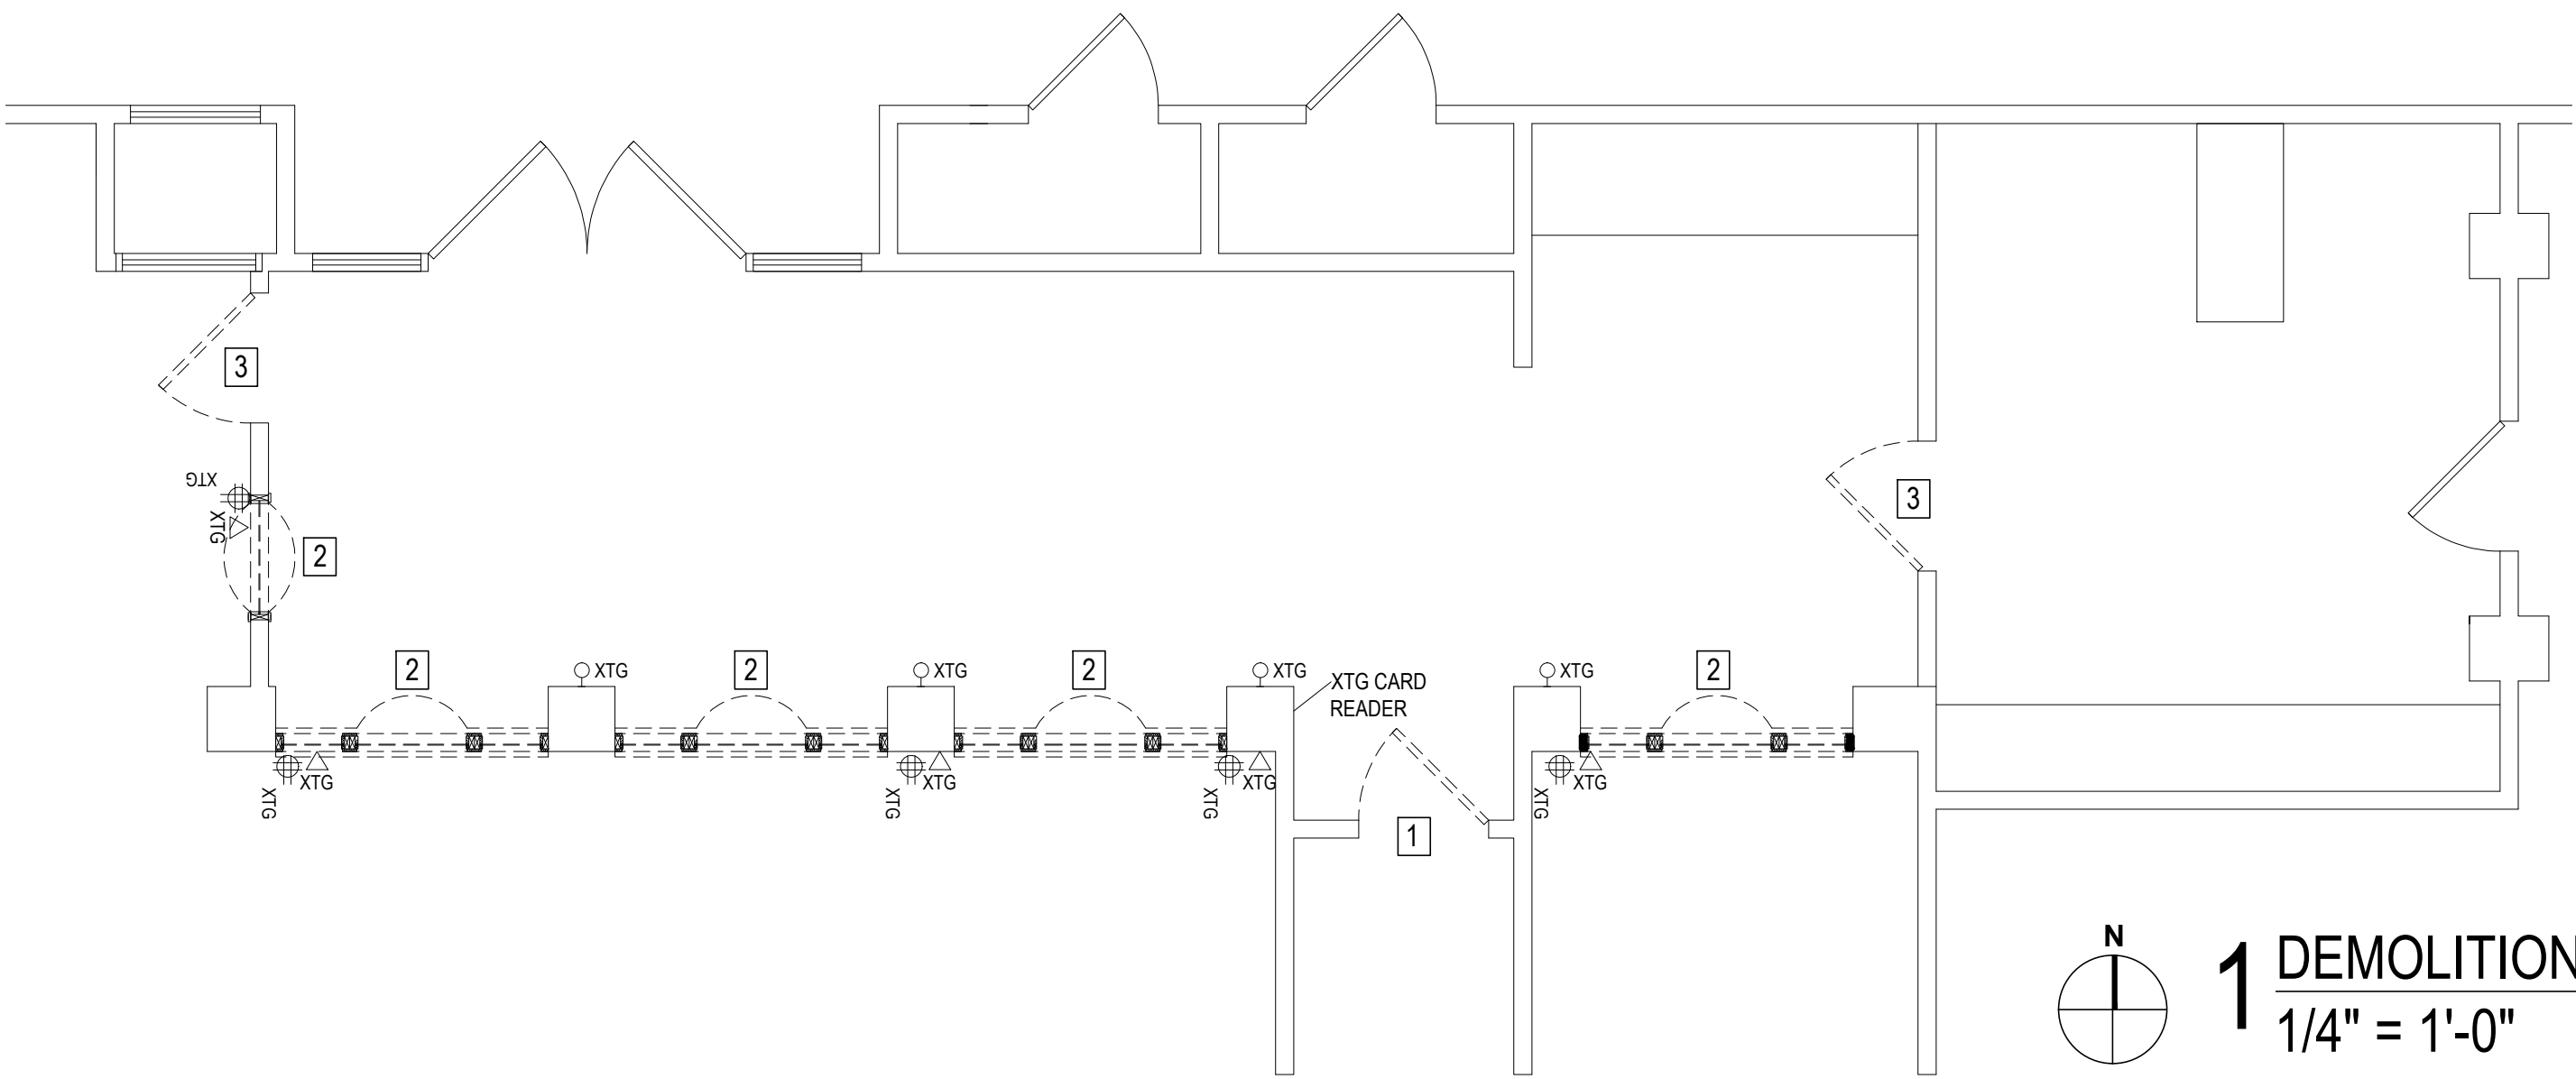 3
XTG
3
XTG
2
2
XTG
2
XTG
2
XTG
XTG
2
XTG CARD
READER
XTG
XTG
XTG
XTG
XTG
XTG
XTG
XTG
1
N
1
DEMOLITION
1/4" = 1'-0"